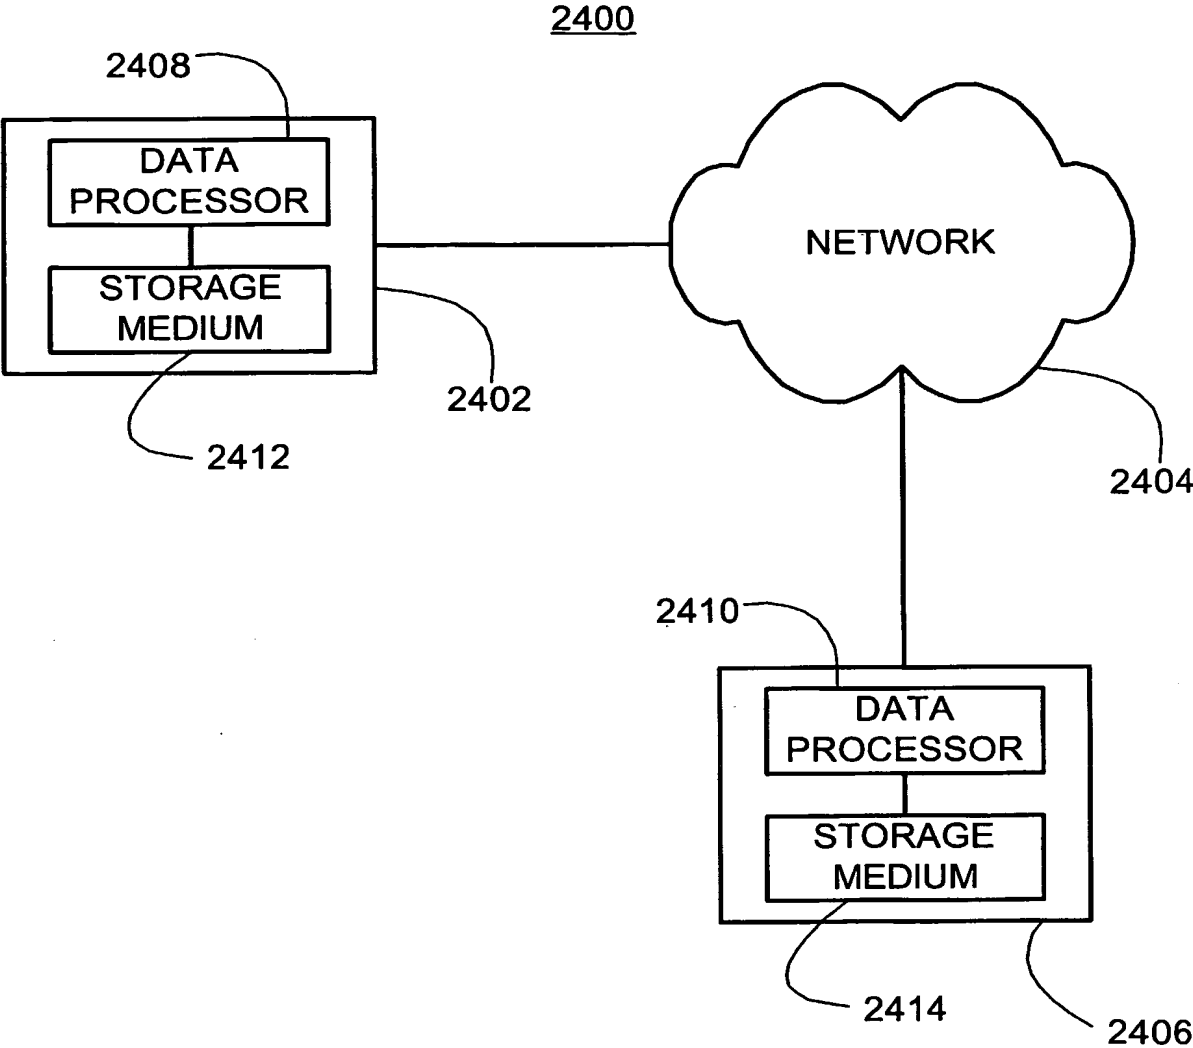 2400
2408
DATA
PROCESSOR
STORAGE
MEDIUM
NETWORK
2402
2412
2404
2410
DATA
PROCESSOR
STORAGE
MEDIUM
2414
2406